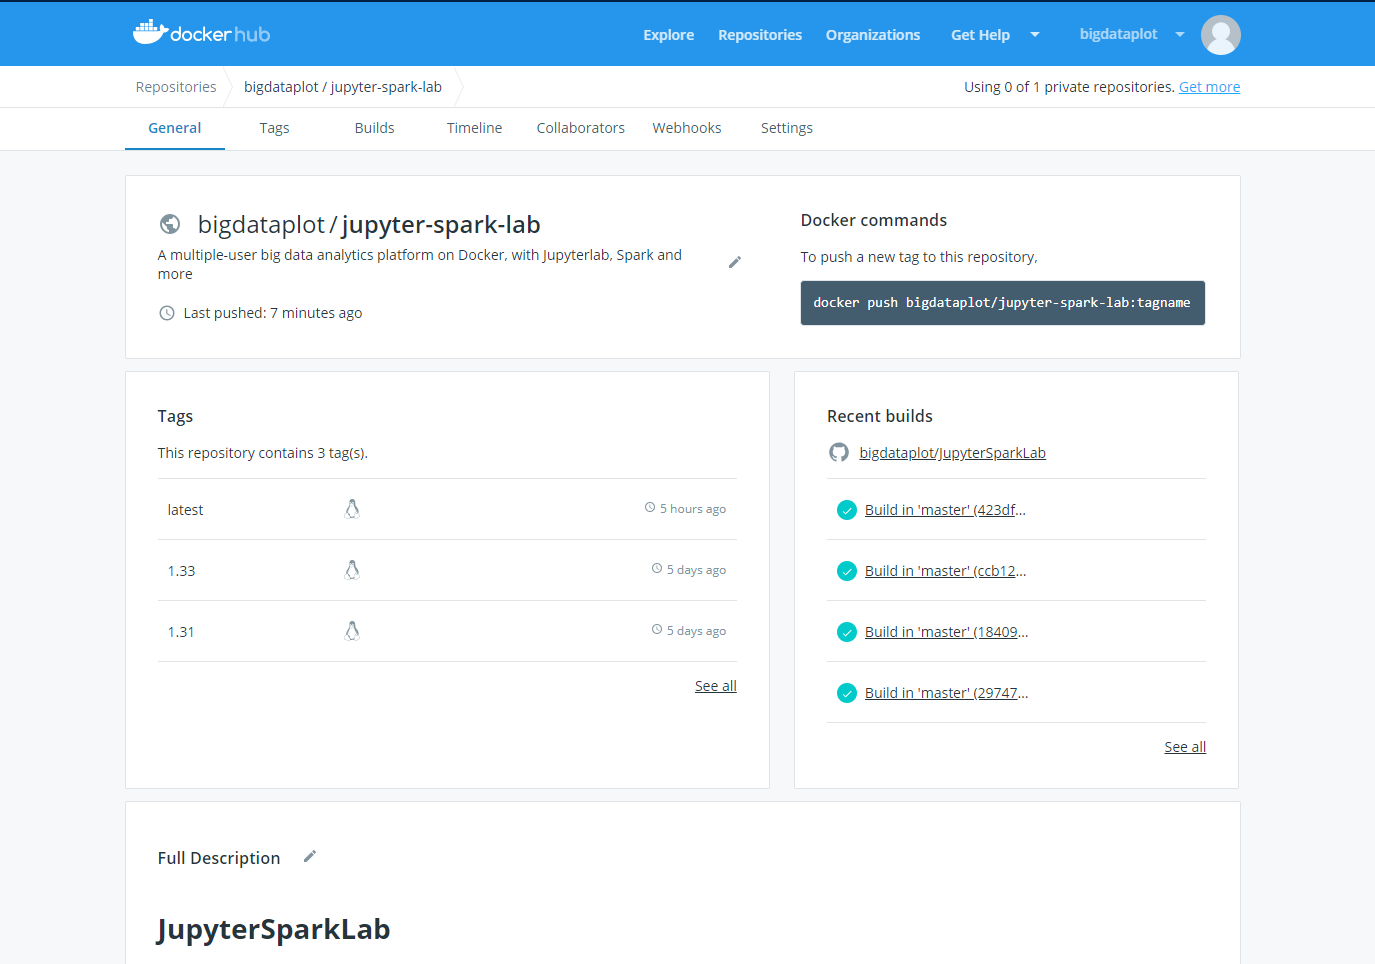 dockerhub
Explore Repositories Organizations Get Help bigdataplot
Repositories bigdataplot / jupyter-spark-lab Using 0 of 1 private repositories. Get more
General Tags Builds Timeline Collaborators Webhooks Settings
bigdataplot / jupyter-spark-lab
A multiple-user big data analytics platform on Docker, with Jupyterlab, Spark and
more
Last pushed: 7 minutes ago
Docker commands
To push a new tag to this repository,
docker push bigdataplot/jupyter-spark-lab:tagname
Tags
This repository contains 3 tag(s).
latest 5 hours ago
1.33 5 days ago
1.31 5 days ago
See all
Recent builds
bigdataplot/JupyterSparkLab
Build in 'master' (423df...
Build in 'master' (ccb12...
Build in 'master' (18409...
Build in 'master' (29747...
See all
Full Description
JupyterSparkLab